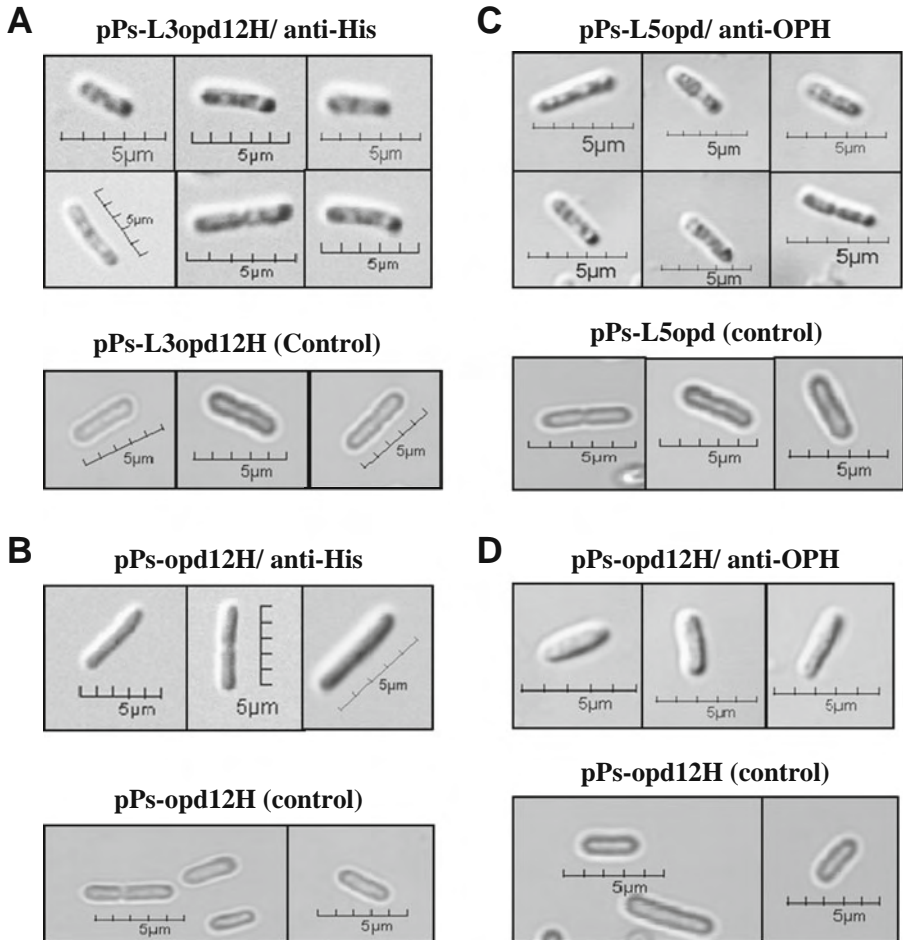 A
pPs-L3opd12H/ anti-His
5µm
5µm
5µm
5µm
5µm
5µm
pPs-L3opd12H (Control)
5µm
5µm
5µm
B
pPs-opd12H/ anti-His
5µm
5µm
5µm
pPs-opd12H (control)
5µm
5µm
C
pPs-L5opd/ anti-OPH
5µm
5µm
5µm
5µm
5µm
5µm
pPs-L5opd (control)
5µm
5µm
5µm
D
pPs-opd12H/ anti-OPH
5µm
5µm
5µm
pPs-opd12H (control)
5µm
5µm